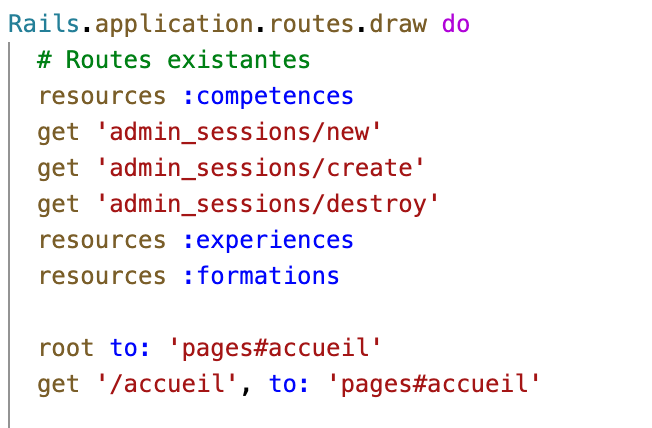 Rails.application.routes.draw do
# Routes existantes
resources :competences
get 'admin_sessions/new'
get 'admin_sessions/create'
get 'admin_sessions/destroy'
resources :experiences
resources :formations
root to: 'pages#accueil'
get '/accueil', to: 'pages#accueil'